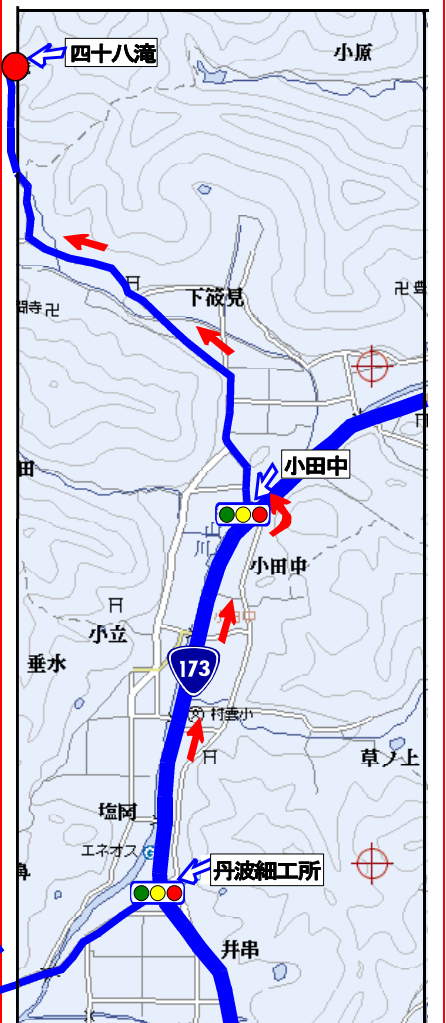 四十八滝
小原
下筱見
小田中
川
小田中
小立
173
垂水
村雲小
草ノ上
塩岡
エネオス
丹波細工所
井串